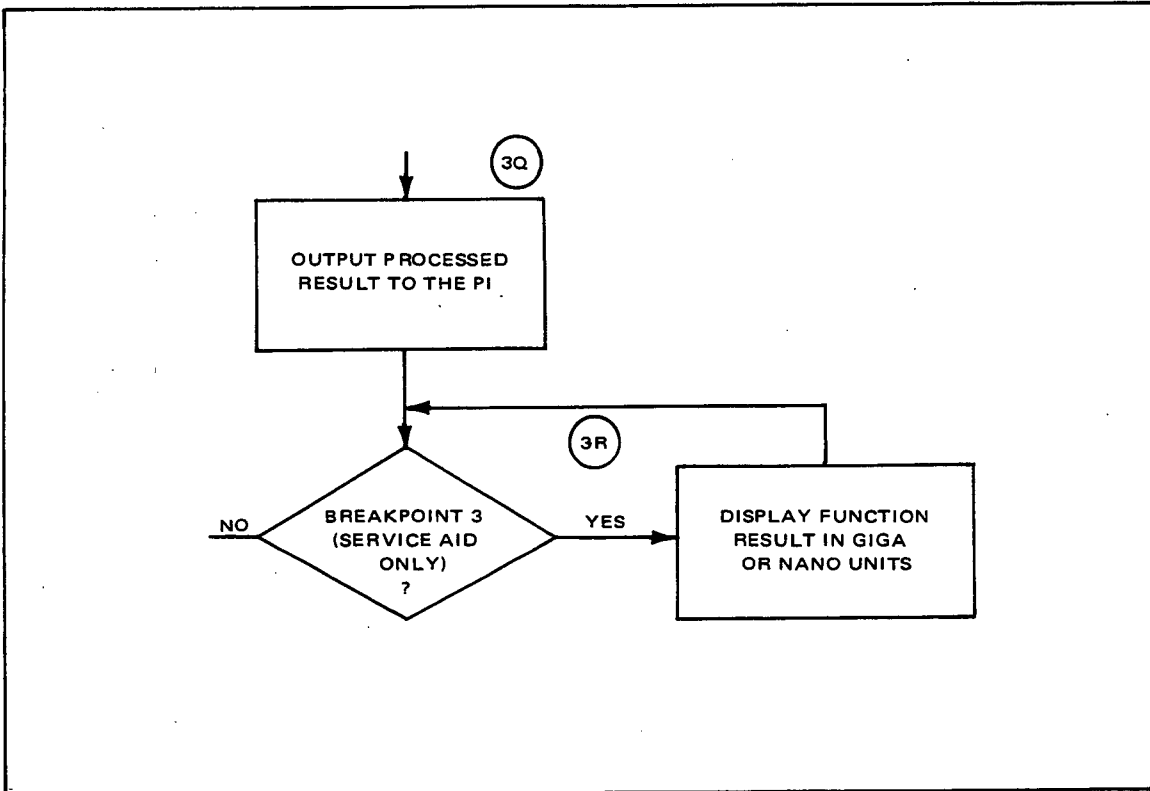 3Q
OUTPUT PROCESSED
RESULT TO THE PI
3R
NO
BREAKPOINT 3
(SERVICE AID
ONLY)
?
YES
DISPLAY FUNCTION
RESULT IN GIGA
OR NANO UNITS